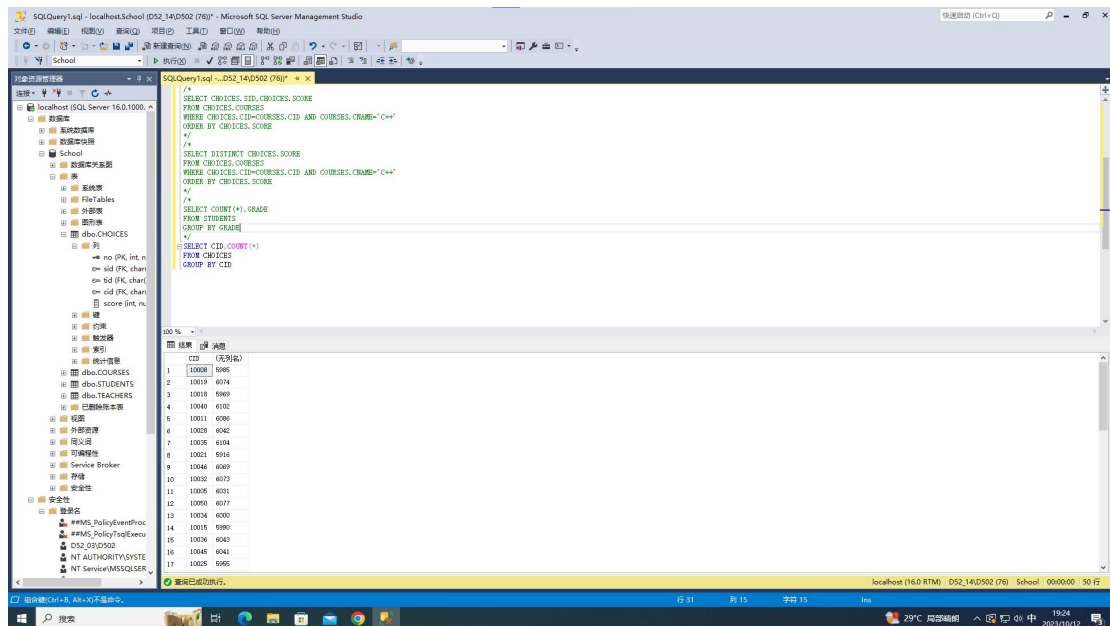 SQLQuery1.sql - localhost.School (D52_14\D502 (76))* - Microsoft SQL Server Management Studio
快速启动 (Ctrl+Q)
文件(F) 编辑(E) 视图(V) 查询(Q) 项目(P) 工具(T) 窗口(W) 帮助(H)
新建查询(N)
School
执行(X)
对象资源管理器
SQLQuery1.sql -...D52_14\D502 (76))*
连接
localhost (SQL Server 16.0.1000.
数据库
系统数据库
数据库快照
School
数据库关系图
表
系统表
FileTables
外部表
图形表
dbo.CHOICES
列
no (PK, int, n
sid (FK, char(
tid (FK, char(
cid (FK, char(
score (int, nu
键
约束
触发器
索引
统计信息
dbo.COURSES
dbo.STUDENTS
dbo.TEACHERS
已删除账本表
视图
外部资源
同义词
可编程性
Service Broker
存储
安全性
安全性
登录名
##MS_PolicyEventProc
##MS_PolicyTsqlExecu
D52_03\D502
NT AUTHORITY\SYSTE
NT Service\MSSQLSER
/*
SELECT CHOICES.SID,CHOICES.SCORE
FROM CHOICES,COURSES
WHERE CHOICES.CID=COURSES.CID AND COURSES.CNAME='C++'
ORDER BY CHOICES.SCORE
*/
/*
SELECT DISTINCT CHOICES.SCORE
FROM CHOICES,COURSES
WHERE CHOICES.CID=COURSES.CID AND COURSES.CNAME='C++'
ORDER BY CHOICES.SCORE
*/
/*
SELECT COUNT(*),GRADE
FROM STUDENTS
GROUP BY GRADE
*/
SELECT CID,COUNT(*)
FROM CHOICES
GROUP BY CID
100 %
结果 消息
CID (无列名)
1 10008 5985
2 10019 6074
3 10018 5969
4 10040 6102
5 10011 6086
6 10028 6042
7 10035 6104
8 10021 5916
9 10046 6069
10 10032 6073
11 10005 6031
12 10050 6077
13 10034 6000
14 10015 5990
15 10036 6043
16 10045 6041
17 10025 5955
查询已成功执行。
localhost (16.0 RTM) D52_14\D502 (76) School 00:00:00 50 行
组合键(Ctrl+B, Alt+X)不是命令。
行 31 列 15 字符 15 Ins
搜索
29°C 局部晴朗
中
19:24
2023/10/12